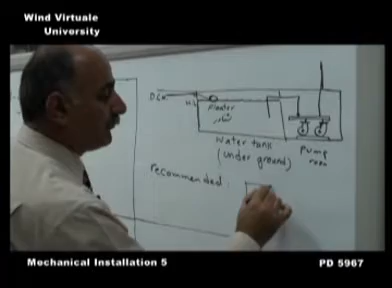 Wind Virtuale
University
Floater
Water tank
(under ground)
Pump
room
recommended:
Mechanical Installation 5
PD 5967